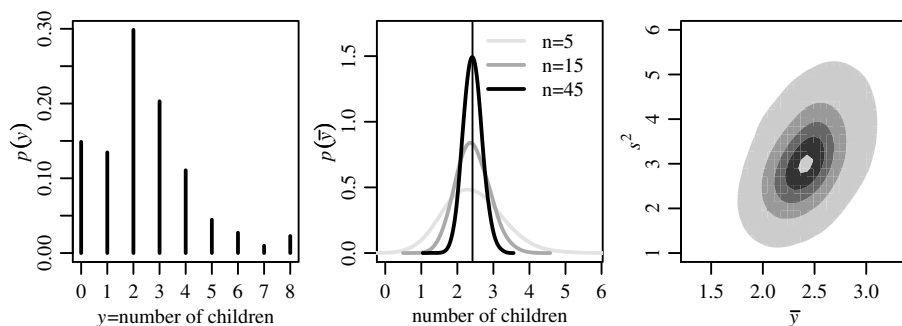 0.30
0.20
0.10
0.00
p(y)
0 1 2 3 4 5 6 7 8
y=number of children
1.5
1.0
0.5
0.0
p(ȳ)
n=5
n=15
n=45
0 1 2 3 4 5 6
number of children
6
5
4
3
2
1
s²
1.5 2.0 2.5 3.0
ȳ